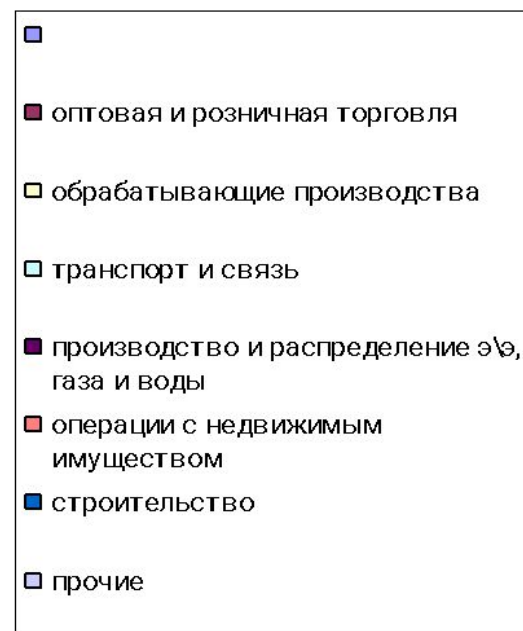 оптовая и розничная торговля
обрабатывающие производства
транспорт и связь
производство и распределение э\э,
газа и воды
операции с недвижимым
имуществом
строительство
прочие